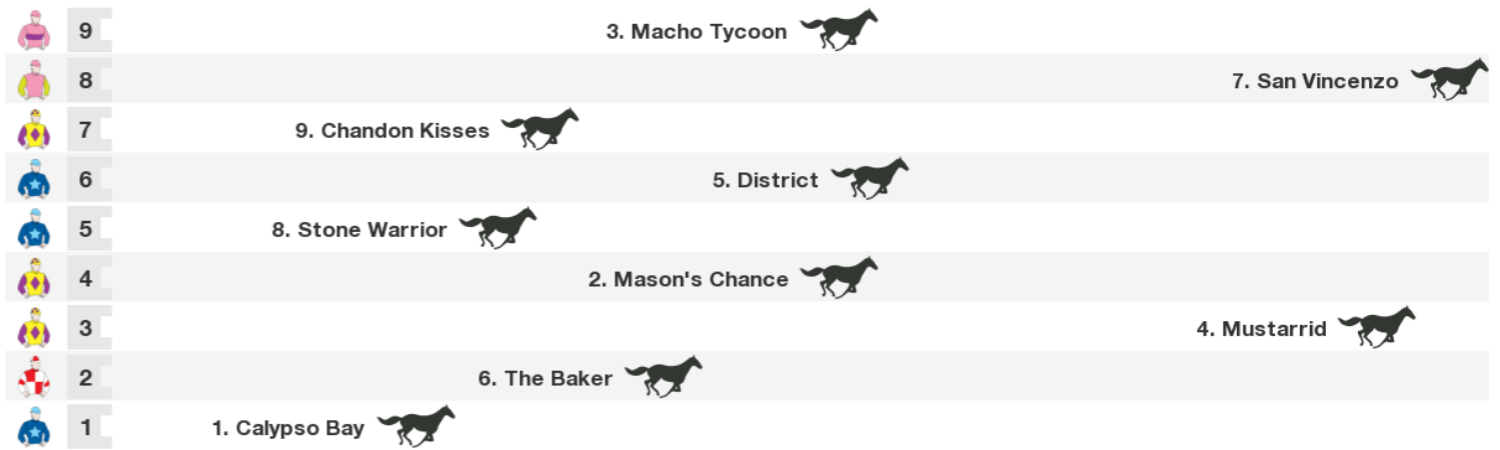 9 3. Macho Tycoon
8 7. San Vincenzo
7 9. Chandon Kisses
6 5. District
5 8. Stone Warrior
4 2. Mason's Chance
3 4. Mustarrid
2 6. The Baker
1 1. Calypso Bay